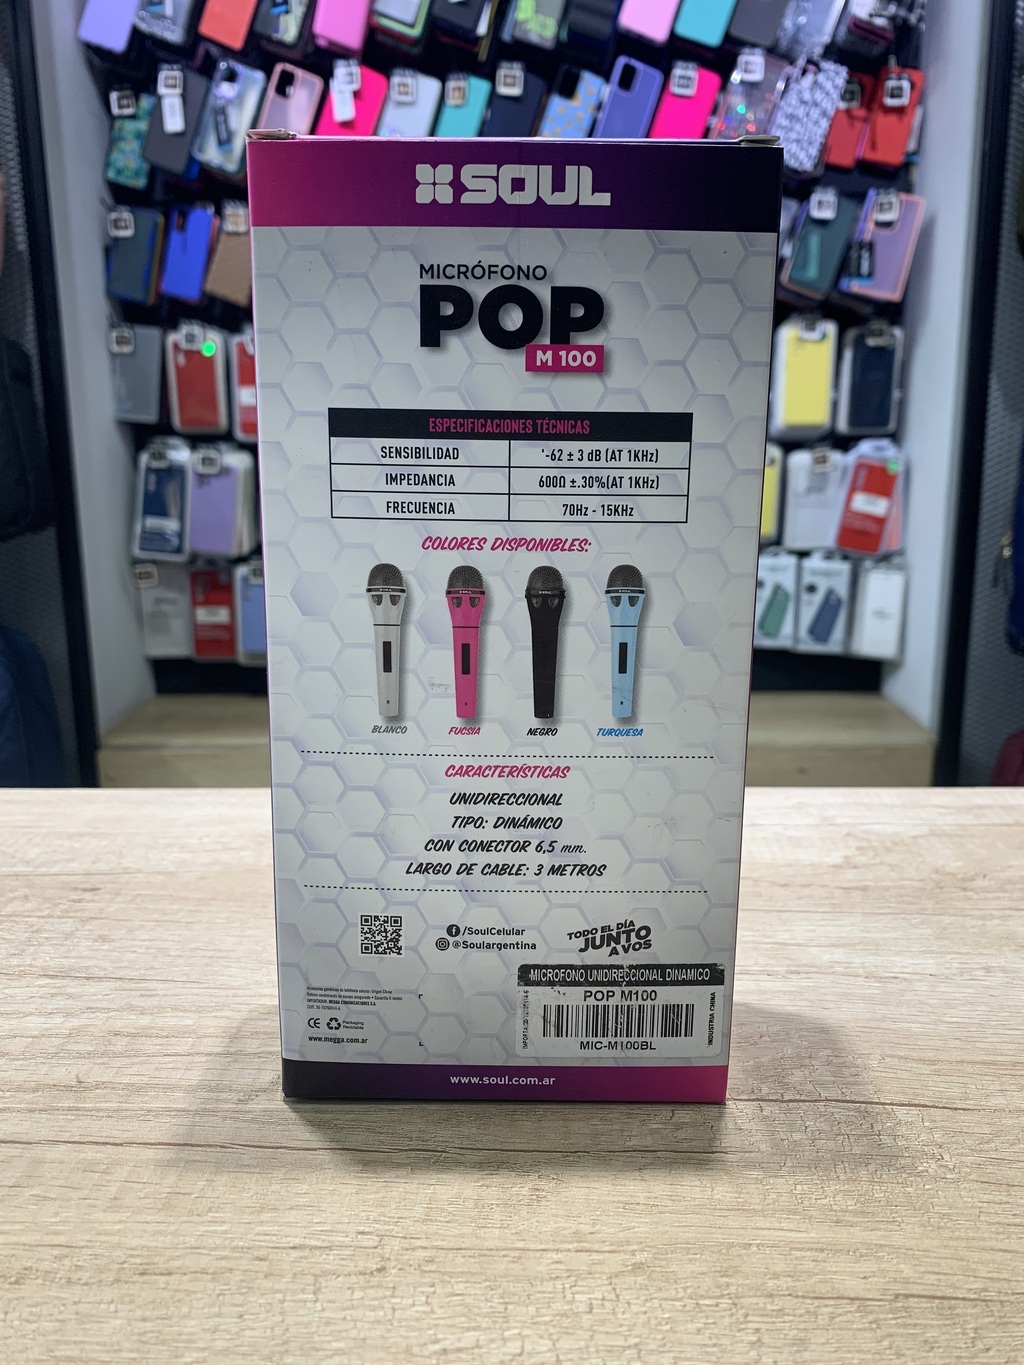 SOUL
MICRÓFONO
POP
M 100
ESPECIFICACIONES TÉCNICAS
SENSIBILIDAD '-62 ± 3 dB (AT 1KHz)
IMPEDANCIA 600Ω ±.30%(AT 1KHz)
FRECUENCIA 70Hz - 15KHz
COLORES DISPONIBLES:
BLANCO FUCSIA NEGRO TURQUESA
CARACTERÍSTICAS
UNIDIRECCIONAL
TIPO: DINÁMICO
CON CONECTOR 6,5 mm.
LARGO DE CABLE: 3 METROS
/SoulCelular
@Soulargentina
TODO EL DÍA
JUNTO
A VOS
MICROFONO UNIDIRECCIONAL DINAMICO
POP M100
MIC-M100BL
INDUSTRIA CHINA
CE Packaging
Reciclable
www.megga.com.ar
www.soul.com.ar